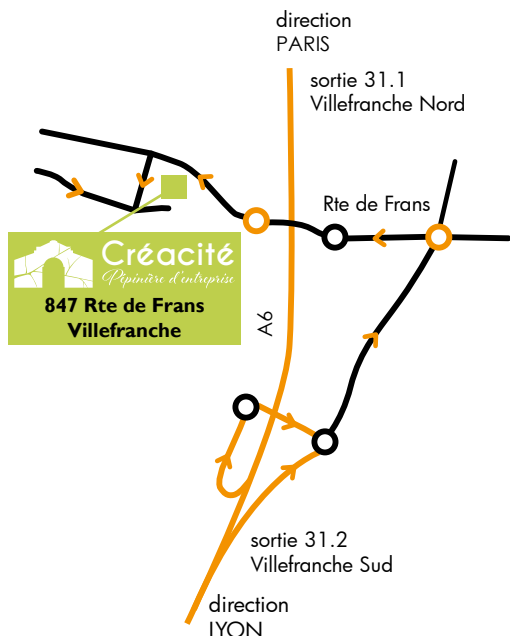 direction
PARIS
sortie 31.1
Villefranche Nord
Rte de Frans
Créacité
Pépinière d'entreprise
847 Rte de Frans
Villefranche
A6
sortie 31.2
Villefranche Sud
direction
LYON